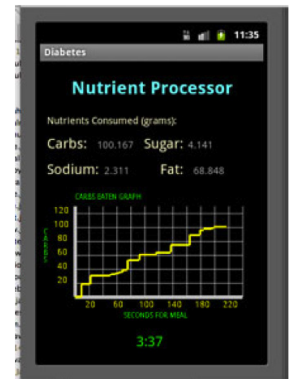 11:35
Diabetes
Nutrient Processor
Nutrients Consumed (grams):
Carbs: 100.167 Sugar: 4.141
Sodium: 2.311 Fat: 68.848
CARBS EATEN GRAPH
CARBS
120
100
80
60
40
20
20 60 100 140 180 220
SECONDS FOR MEAL
3:37